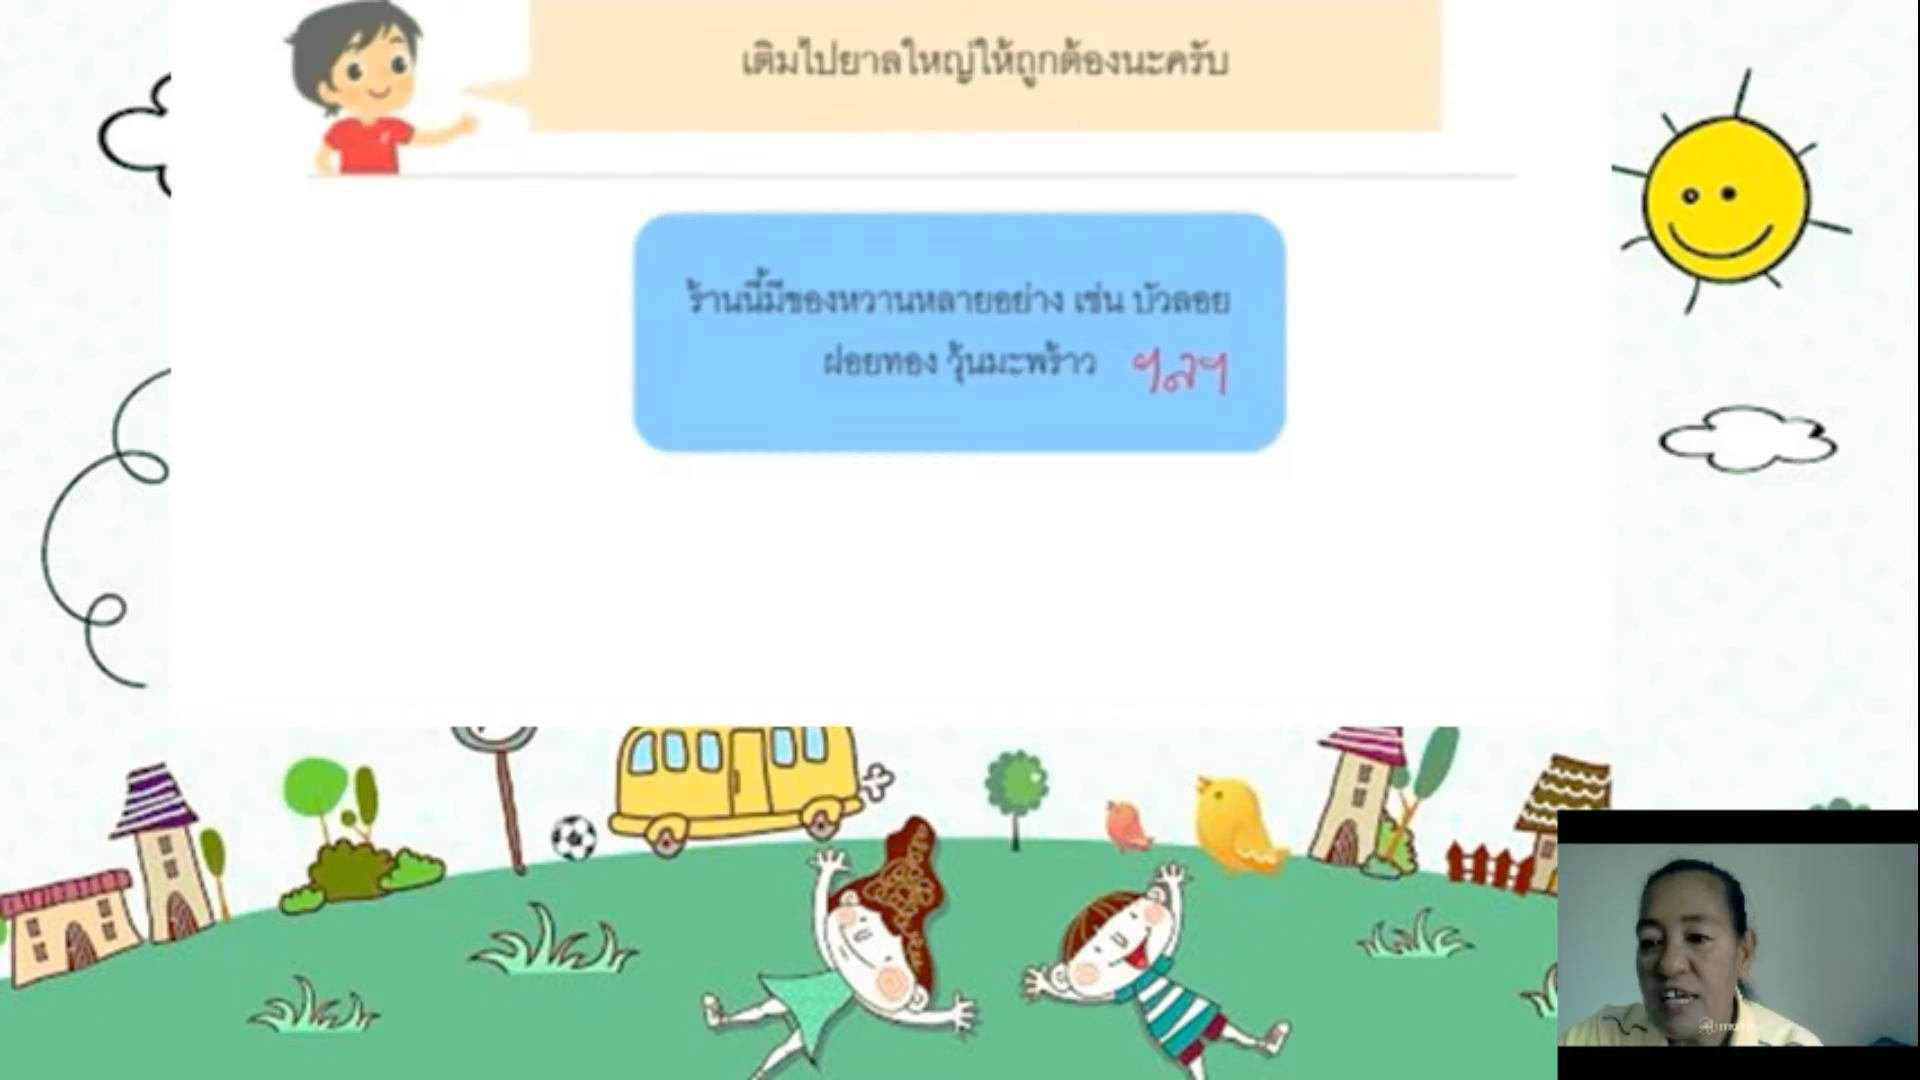 เติมไปยาลใหญ่ให้ถูกต้องนะครับ
ร้านนี้มีของหวานหลายอย่าง เช่น บัวลอย
ฝอยทอง วุ้นมะพร้าว ฯลฯ